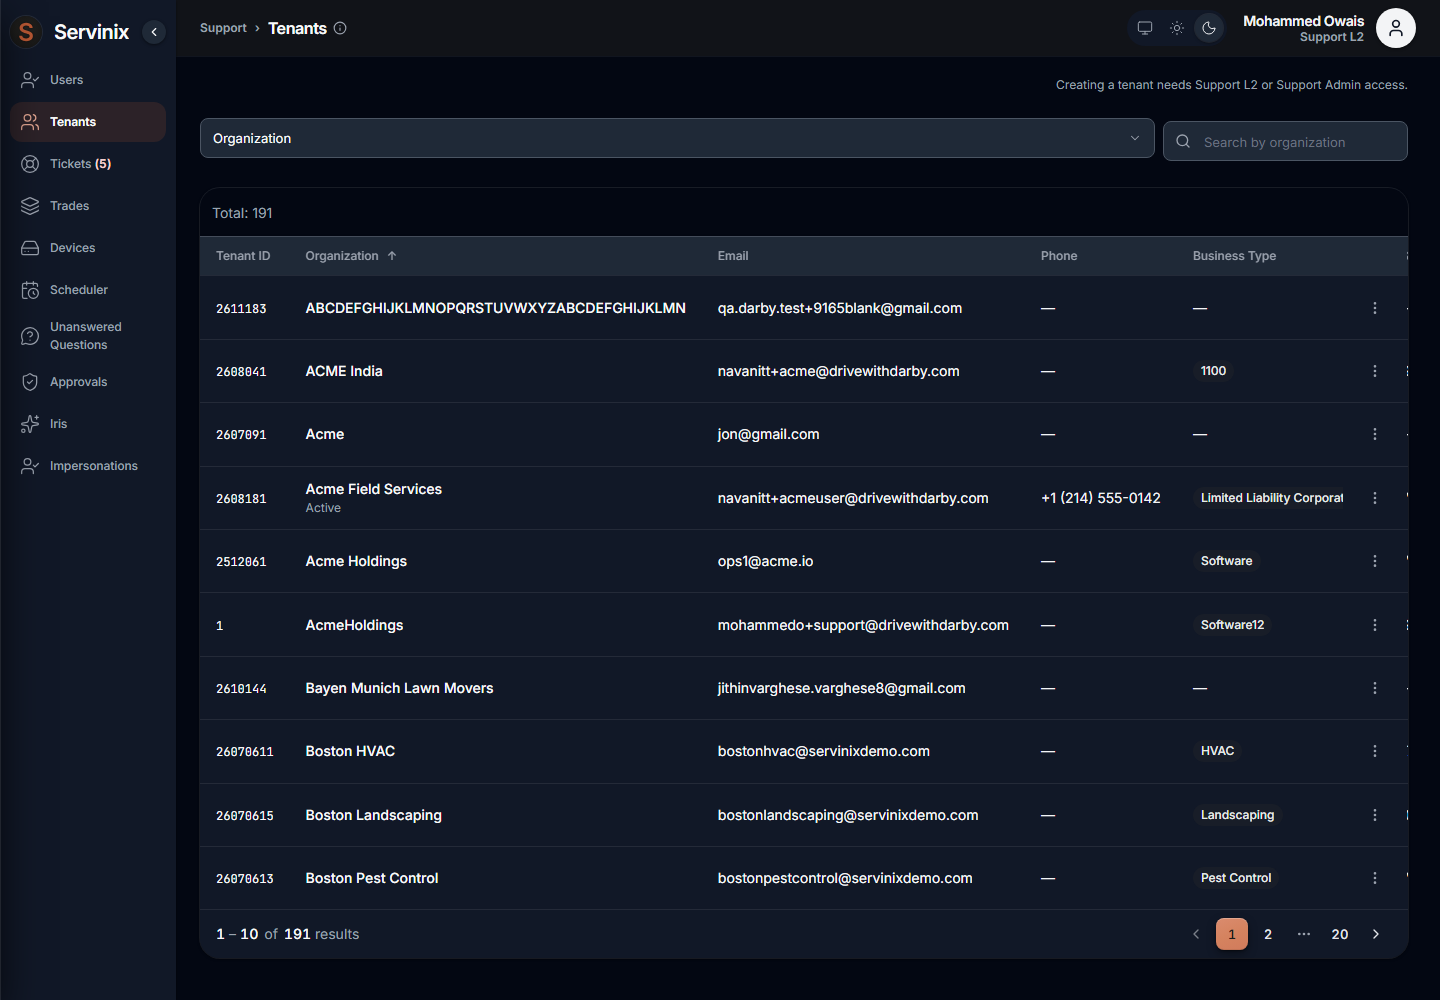 S Servinix
Users
Tenants
Tickets (5)
Trades
Devices
Scheduler
Unanswered
Questions
Approvals
Iris
Impersonations
Support › Tenants
Mohammed Owais
Support L2
Creating a tenant needs Support L2 or Support Admin access.
Organization
Search by organization
Total: 191
Tenant ID Organization ↑ Email Phone Business Type
2611183 ABCDEFGHIJKLMNOPQRSTUVWXYZABCDEFGHIJKLMN qa.darby.test+9165blank@gmail.com — —
2608041 ACME India navanitt+acme@drivewithdarby.com — 1100
2607091 Acme jon@gmail.com — —
2608181 Acme Field Services navanitt+acmeuser@drivewithdarby.com +1 (214) 555-0142 Limited Liability Corporat
Active
2512061 Acme Holdings ops1@acme.io — Software
1 AcmeHoldings mohammedo+support@drivewithdarby.com — Software12
2610144 Bayen Munich Lawn Movers jithinvarghese.varghese8@gmail.com — —
26070611 Boston HVAC bostonhvac@servinixdemo.com — HVAC
26070615 Boston Landscaping bostonlandscaping@servinixdemo.com — Landscaping
26070613 Boston Pest Control bostonpestcontrol@servinixdemo.com — Pest Control
1 – 10 of 191 results
1 2 ··· 20